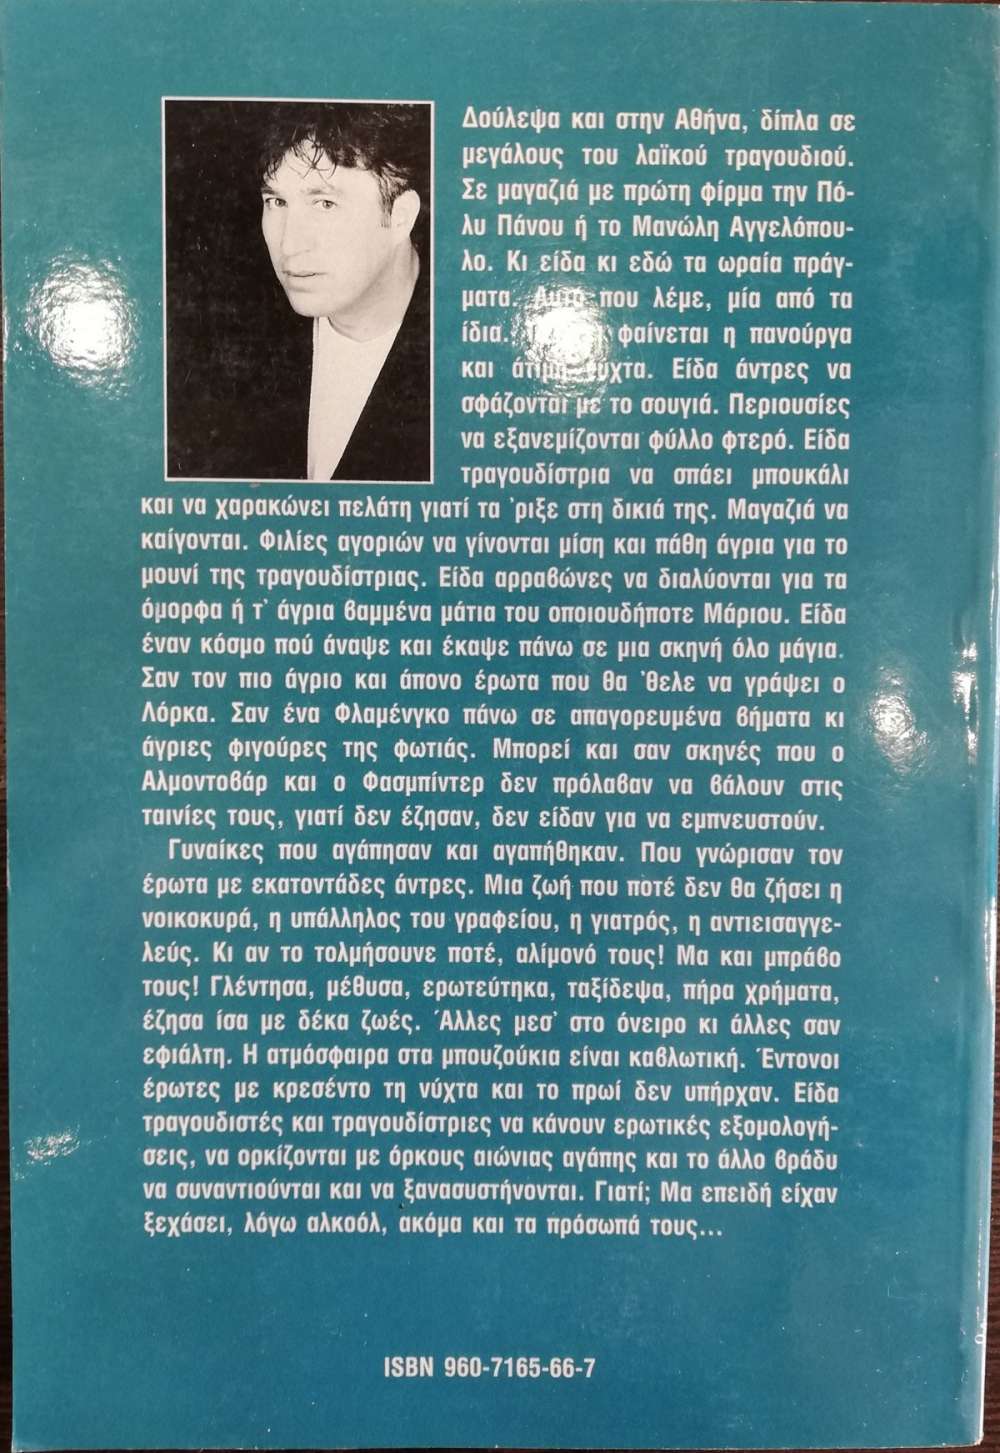 Δούλεψα και στην Αθήνα, δίπλα σε
μεγάλους του λαϊκού τραγουδιού.
Σε μαγαζιά με πρώτη φίρμα την Πό-
λυ Πάνου ή το Μανώλη Αγγελόπου-
λο. Κι είδα κι εδώ τα ωραία πράγ-
ματα. Αυτά που λέμε, μία από τα
ίδια. φαίνεται η πανούργα
και άτιμη νύχτα. Είδα άντρες να
σφάζονται με το σουγιά. Περιουσίες
να εξανεμίζονται φύλλο φτερό. Είδα
τραγουδίστρια να σπάει μπουκάλι
και να χαρακώνει πελάτη γιατί τα 'ριξε στη δικιά της. Μαγαζιά να
καίγονται. Φιλίες αγοριών να γίνονται μίση και πάθη άγρια για το
μουνί της τραγουδίστριας. Είδα αρραβώνες να διαλύονται για τα
όμορφα ή τ' άγρια βαμμένα μάτια του οποιουδήποτε Μάριου. Είδα
έναν κόσμο πού άναψε και έκαψε πάνω σε μια σκηνή όλο μάγια.
Σαν τον πιο άγριο και άπονο έρωτα που θα 'θελε να γράψει ο
Λόρκα. Σαν ένα Φλαμένγκο πάνω σε απαγορευμένα βήματα κι
άγριες φιγούρες της φωτιάς. Μπορεί και σαν σκηνές που ο
Αλμοντοβάρ και ο Φασμπίντερ δεν πρόλαβαν να βάλουν στις
ταινίες τους, γιατί δεν έζησαν, δεν είδαν για να εμπνευστούν.
Γυναίκες που αγάπησαν και αγαπήθηκαν. Που γνώρισαν τον
έρωτα με εκατοντάδες άντρες. Μια ζωή που ποτέ δεν θα ζήσει η
νοικοκυρά, η υπάλληλος του γραφείου, η γιατρός, η αντιεισαγγε-
λεύς. Κι αν το τολμήσουνε ποτέ, αλίμονό τους! Μα και μπράβο
τους! Γλέντησα, μέθυσα, ερωτεύτηκα, ταξίδεψα, πήρα χρήματα,
έζησα ίσα με δέκα ζωές. Άλλες μεσ' στο όνειρο κι άλλες σαν
εφιάλτη. Η ατμόσφαιρα στα μπουζούκια είναι καβλωτική. Έντονοι
έρωτες με κρεσέντο τη νύχτα και το πρωί δεν υπήρχαν. Είδα
τραγουδιστές και τραγουδίστριες να κάνουν ερωτικές εξομολογή-
σεις, να ορκίζονται με όρκους αιώνιας αγάπης και το άλλο βράδυ
να συναντιούνται και να ξανασυστήνονται. Γιατί; Μα επειδή είχαν
ξεχάσει, λόγω αλκοόλ, ακόμα και τα πρόσωπά τους...
ISBN 960-7165-66-7